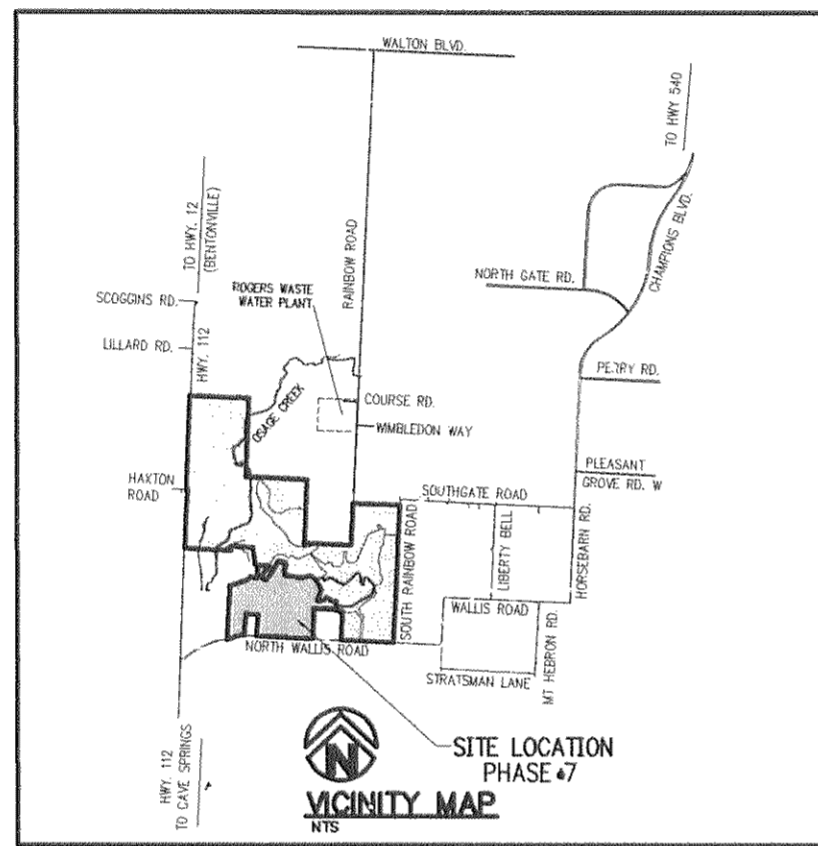 WALTON BLVD.
TO HWY 540
TO HWY. 12
(BENTONVILLE)
RAINBOW ROAD
CHAMPIONS BLVD.
NORTH GATE RD.
ROGERS WASTE
WATER PLANT
SCOGGINS RD.
LILLARD RD.
HWY. 112
PERRY RD.
OSAGE CREEK
COURSE RD.
WIMBLEDON WAY
PLEASANT
GROVE RD. W
HAXTON
ROAD
SOUTHGATE ROAD
SOUTH RAINBOW ROAD
LIBERTY BELL
HORSEBARN RD.
WALLIS ROAD
NORTH WALLIS ROAD
MT HEBRON RD.
STRATSMAN LANE
HWY. 112
TO CAVE SPRINGS
N
SITE LOCATION
PHASE 7
VICINITY MAP
NTS